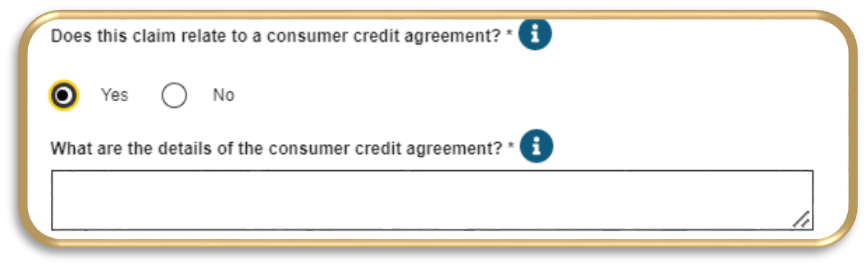 Does this claim relate to a consumer credit agreement? * i
Yes No
What are the details of the consumer credit agreement? * i